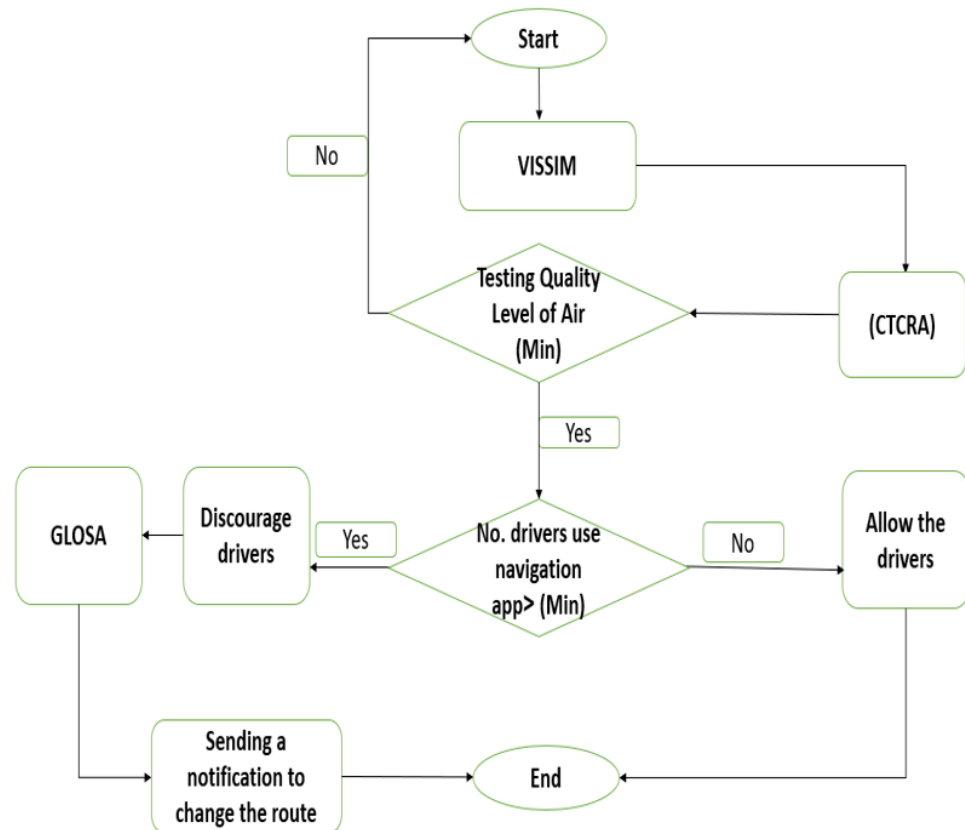 Start
No
VISSIM
Testing Quality
Level of Air
(Min)
(CTCRA)
Yes
GLOSA
Discourage
drivers
Yes
No. drivers use
navigation
app> (Min)
No
Allow the
drivers
Sending a
notification to
change the route
End